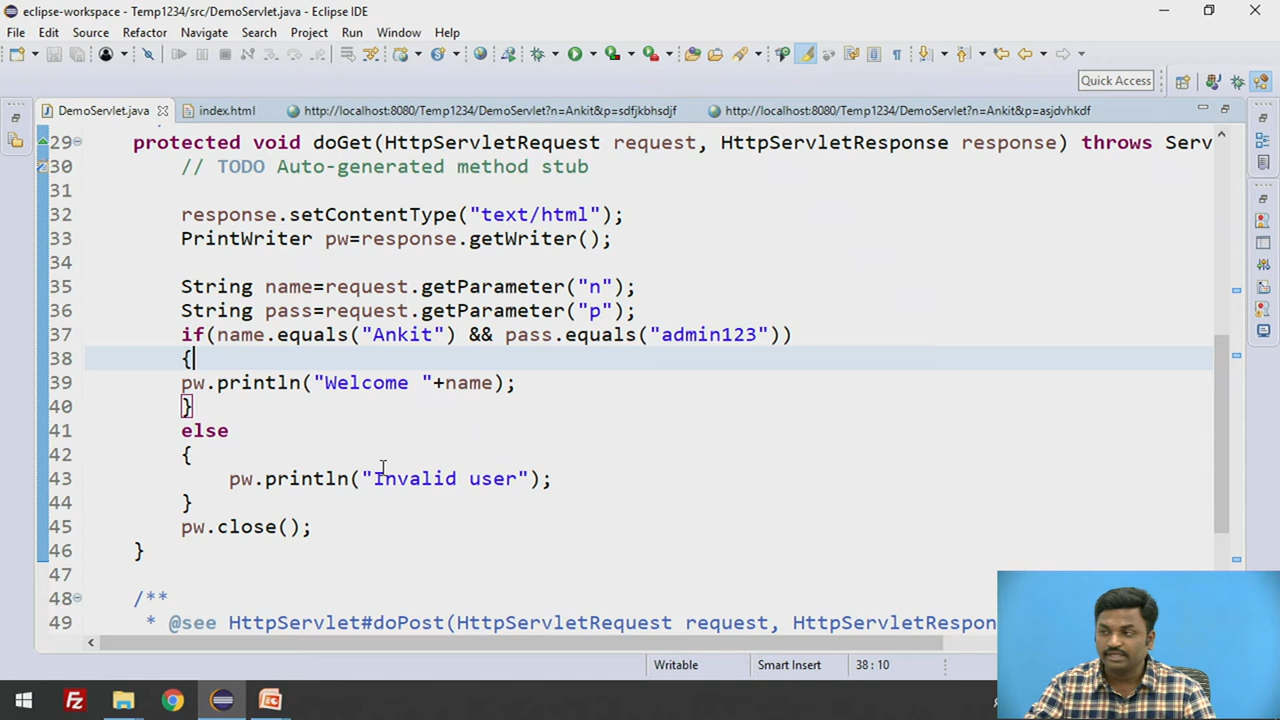 eclipse-workspace - Temp1234/src/DemoServlet.java - Eclipse IDE
File Edit Source Refactor Navigate Search Project Run Window Help
Quick Access
DemoServlet.java index.html http://localhost:8080/Temp1234/DemoServlet?n=Ankit&p=sdfjkbhsdjf http://localhost:8080/Temp1234/DemoServlet?n=Ankit&p=asjdvhkdf
29 protected void doGet(HttpServletRequest request, HttpServletResponse response) throws Serv
30 // TODO Auto-generated method stub
31
32 response.setContentType("text/html");
33 PrintWriter pw=response.getWriter();
34
35 String name=request.getParameter("n");
36 String pass=request.getParameter("p");
37 if(name.equals("Ankit") && pass.equals("admin123"))
38 {
39 pw.println("Welcome "+name);
40 }
41 else
42 {
43 pw.println("Invalid user");
44 }
45 pw.close();
46 }
47
48 /**
49 * @see HttpServlet#doPost(HttpServletRequest request, HttpServletRespon
Writable Smart Insert 38 : 10